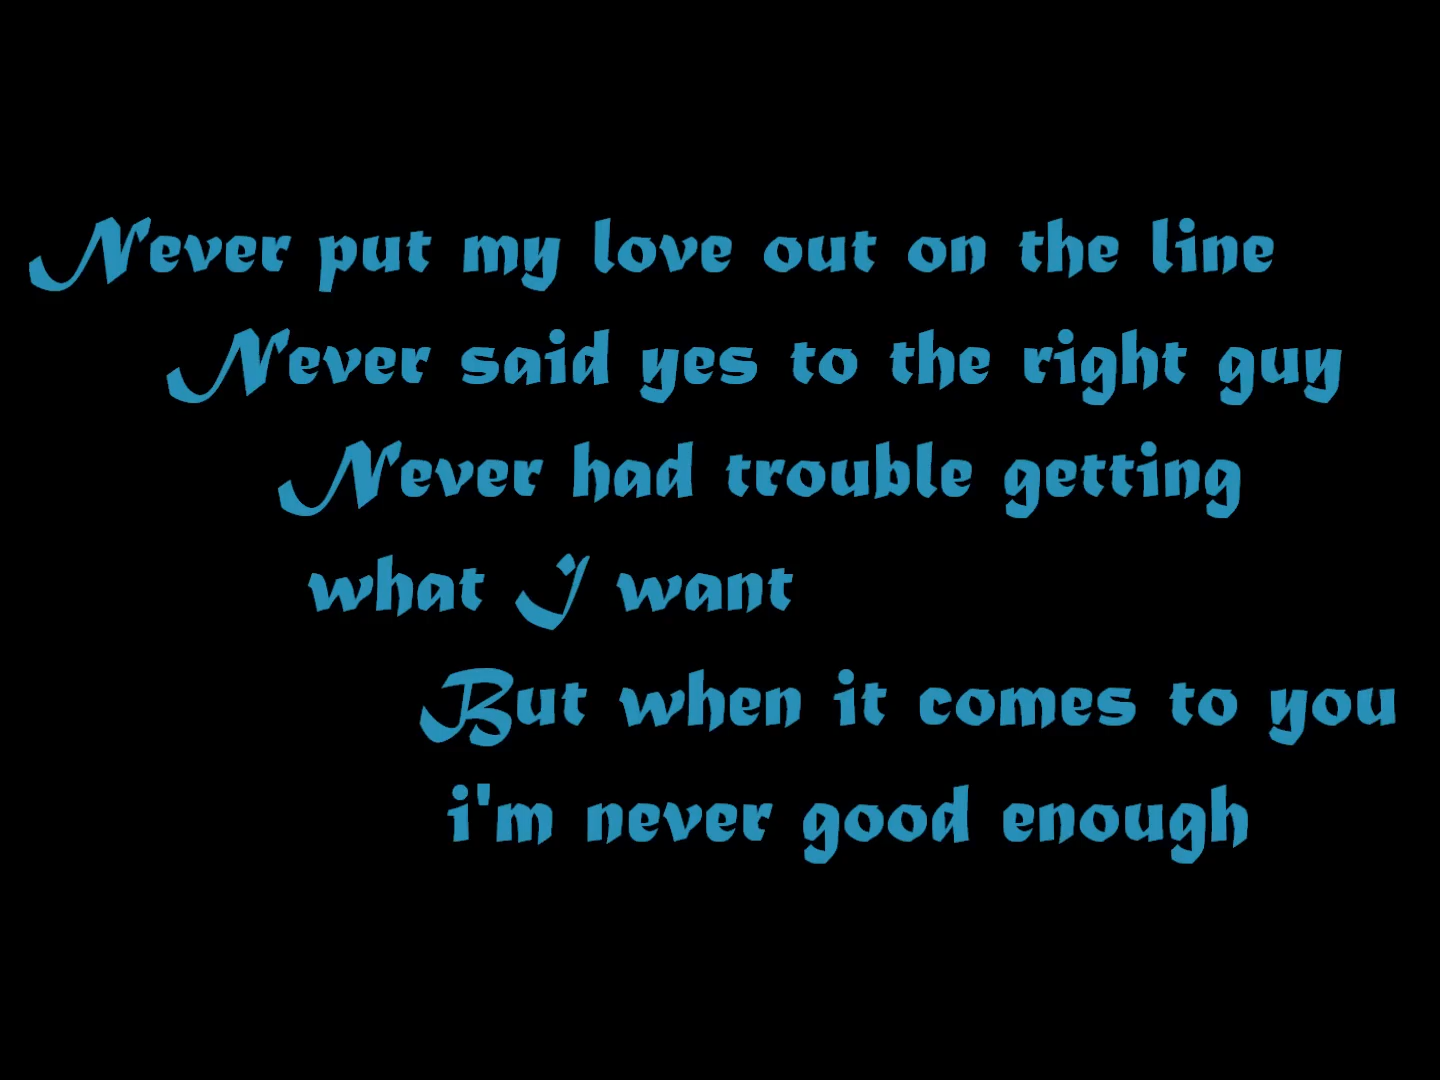 Never put my love out on the line
Never said yes to the right guy
Never had trouble getting
what I want
But when it comes to you
i'm never good enough